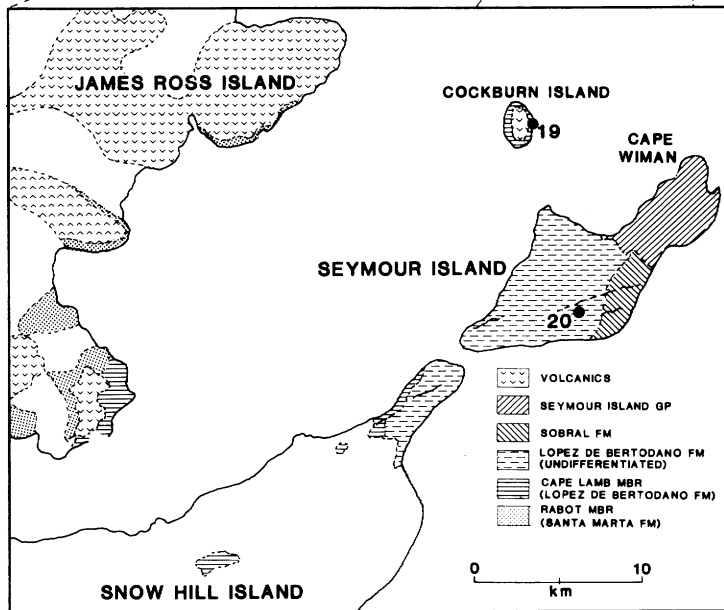 JAMES ROSS ISLAND
COCKBURN ISLAND
19
CAPE
WIMAN
SEYMOUR ISLAND
20
VOLCANICS
SEYMOUR ISLAND GP
SOBRAL FM
LOPEZ DE BERTODANO FM
(UNDIFFERENTIATED)
CAPE LAMB MBR
(LOPEZ DE BERTODANO FM)
RABOT MBR
(SANTA MARTA FM)
0 10
km
SNOW HILL ISLAND